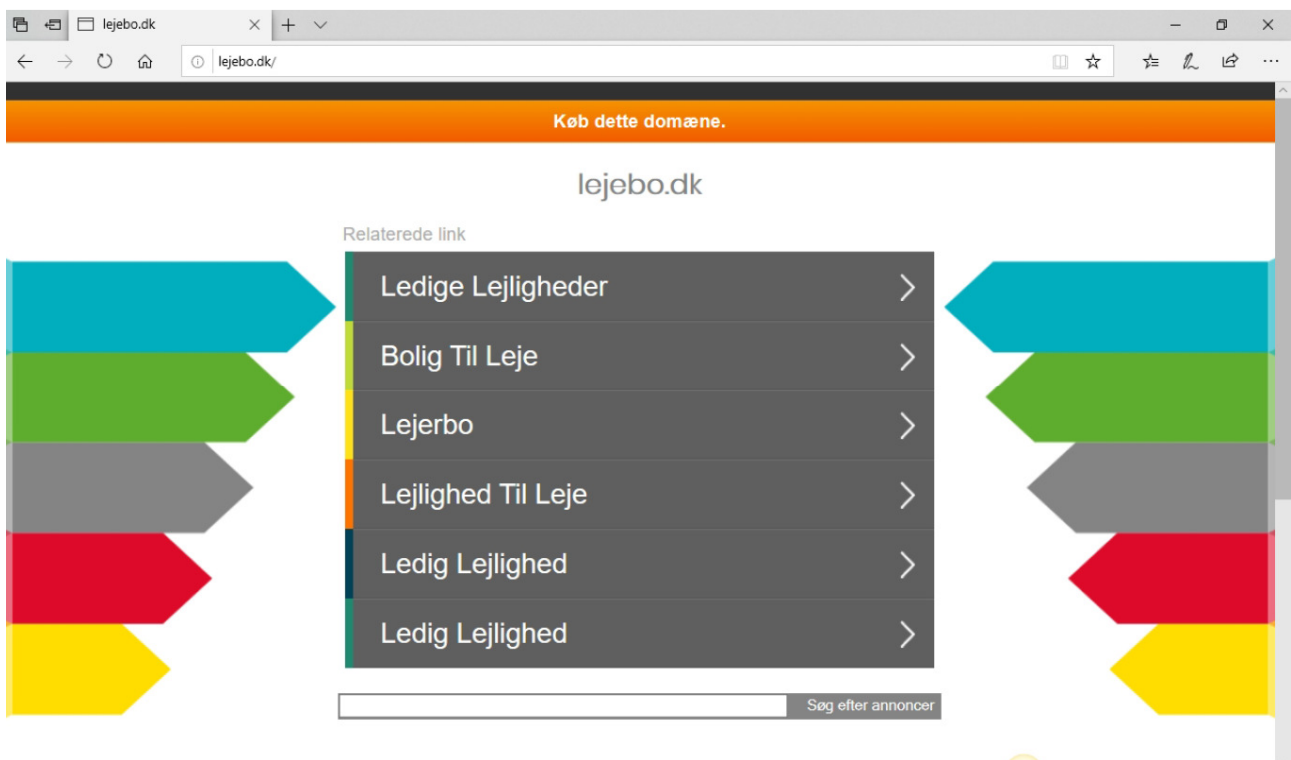 lejebo.dk
lejebo.dk/
Køb dette domæne.
lejebo.dk
Relaterede link
Ledige Lejligheder
Bolig Til Leje
Lejerbo
Lejlighed Til Leje
Ledig Lejlighed
Ledig Lejlighed
Søg efter annoncer